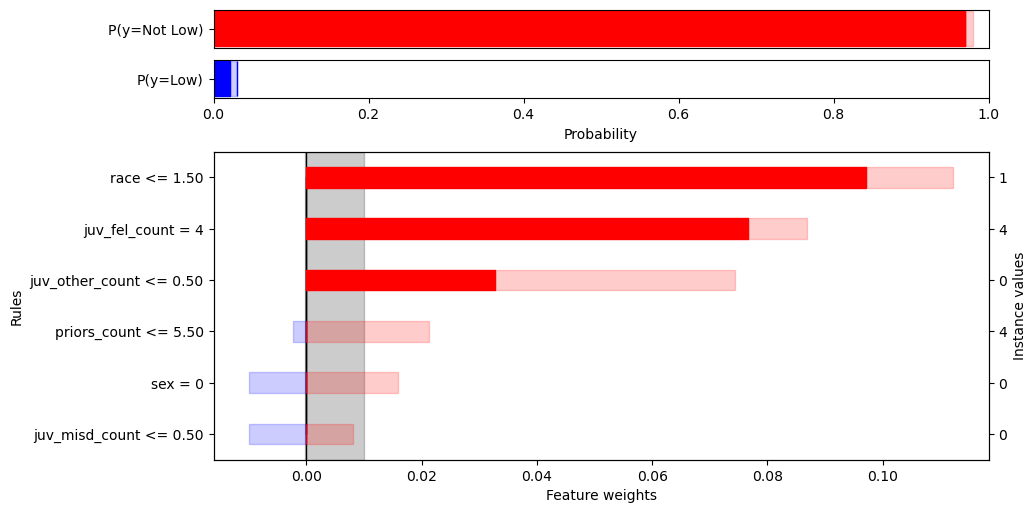 P(y=Not Low)
P(y=Low)
0.0 0.2 0.4 0.6 0.8 1.0
Probability
race <= 1.50 1
juv_fel_count = 4 4
juv_other_count <= 0.50 0
priors_count <= 5.50 4
sex = 0 0
juv_misd_count <= 0.50 0
Rules
Instance values
0.00 0.02 0.04 0.06 0.08 0.10
Feature weights